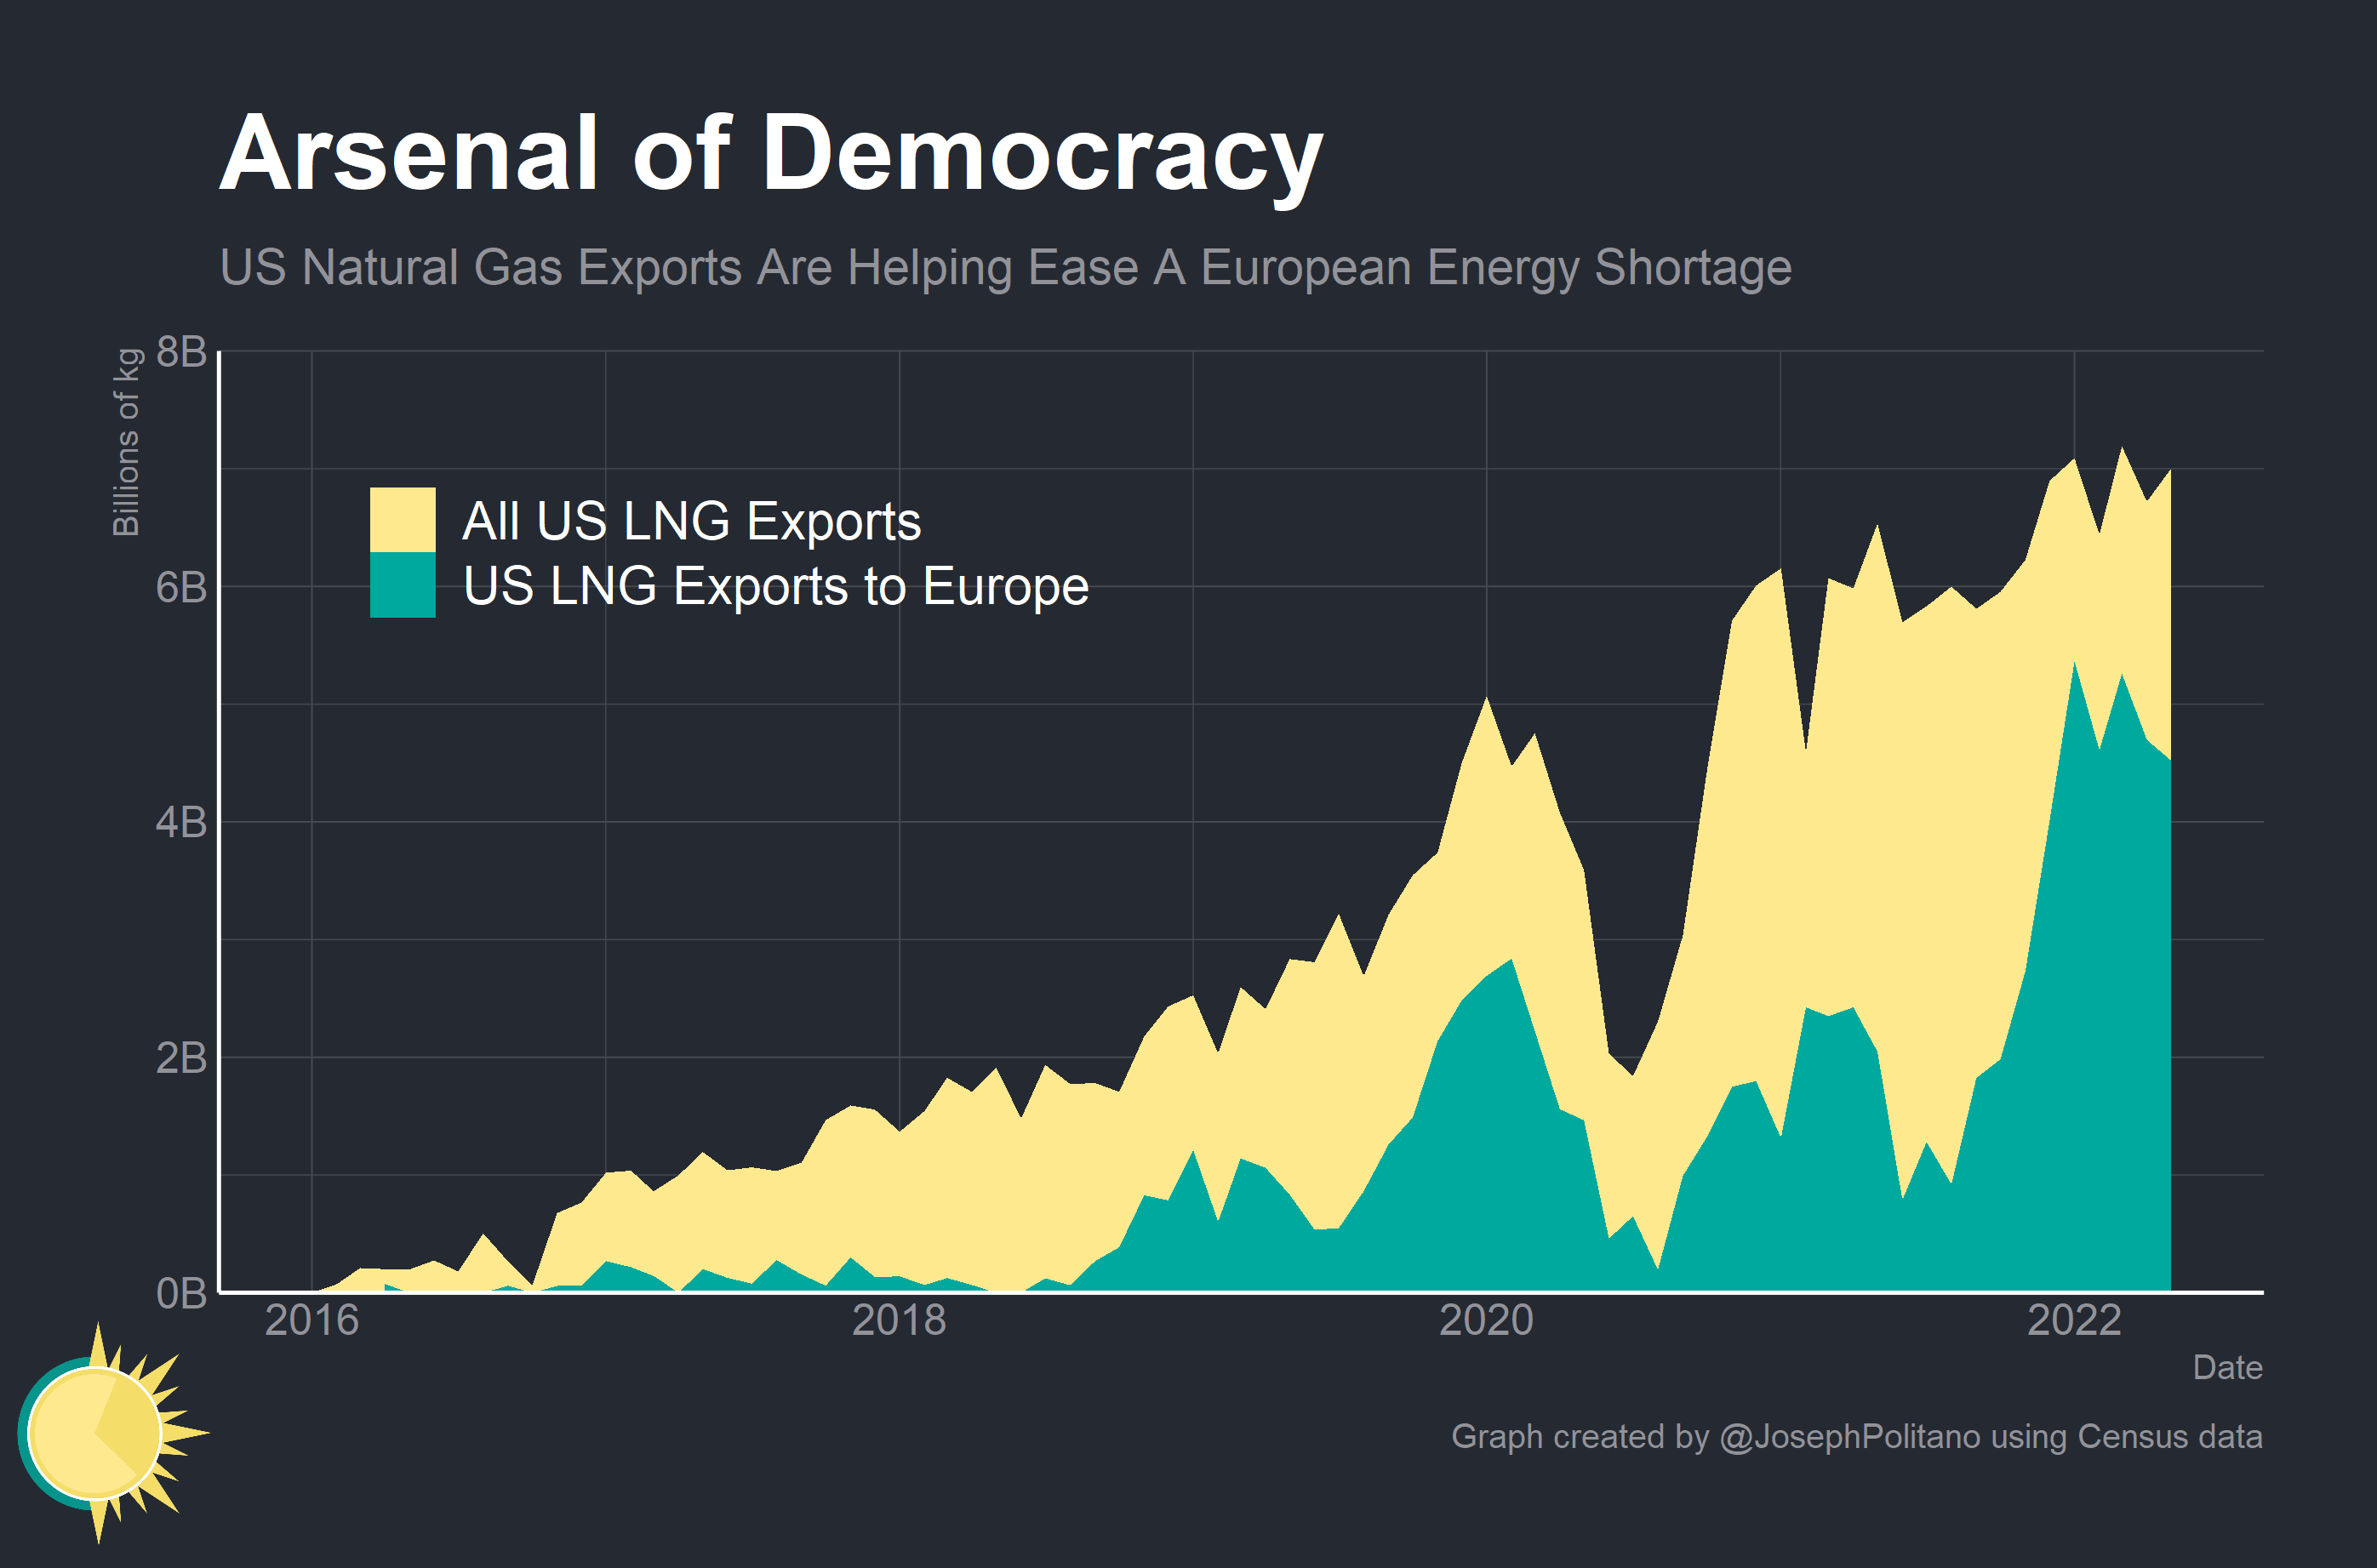 Arsenal of Democracy
US Natural Gas Exports Are Helping Ease A European Energy Shortage
Billions of kg
8B
6B
4B
2B
0B
All US LNG Exports
US LNG Exports to Europe
2016
2018
2020
2022
Date
Graph created by @JosephPolitano using Census data